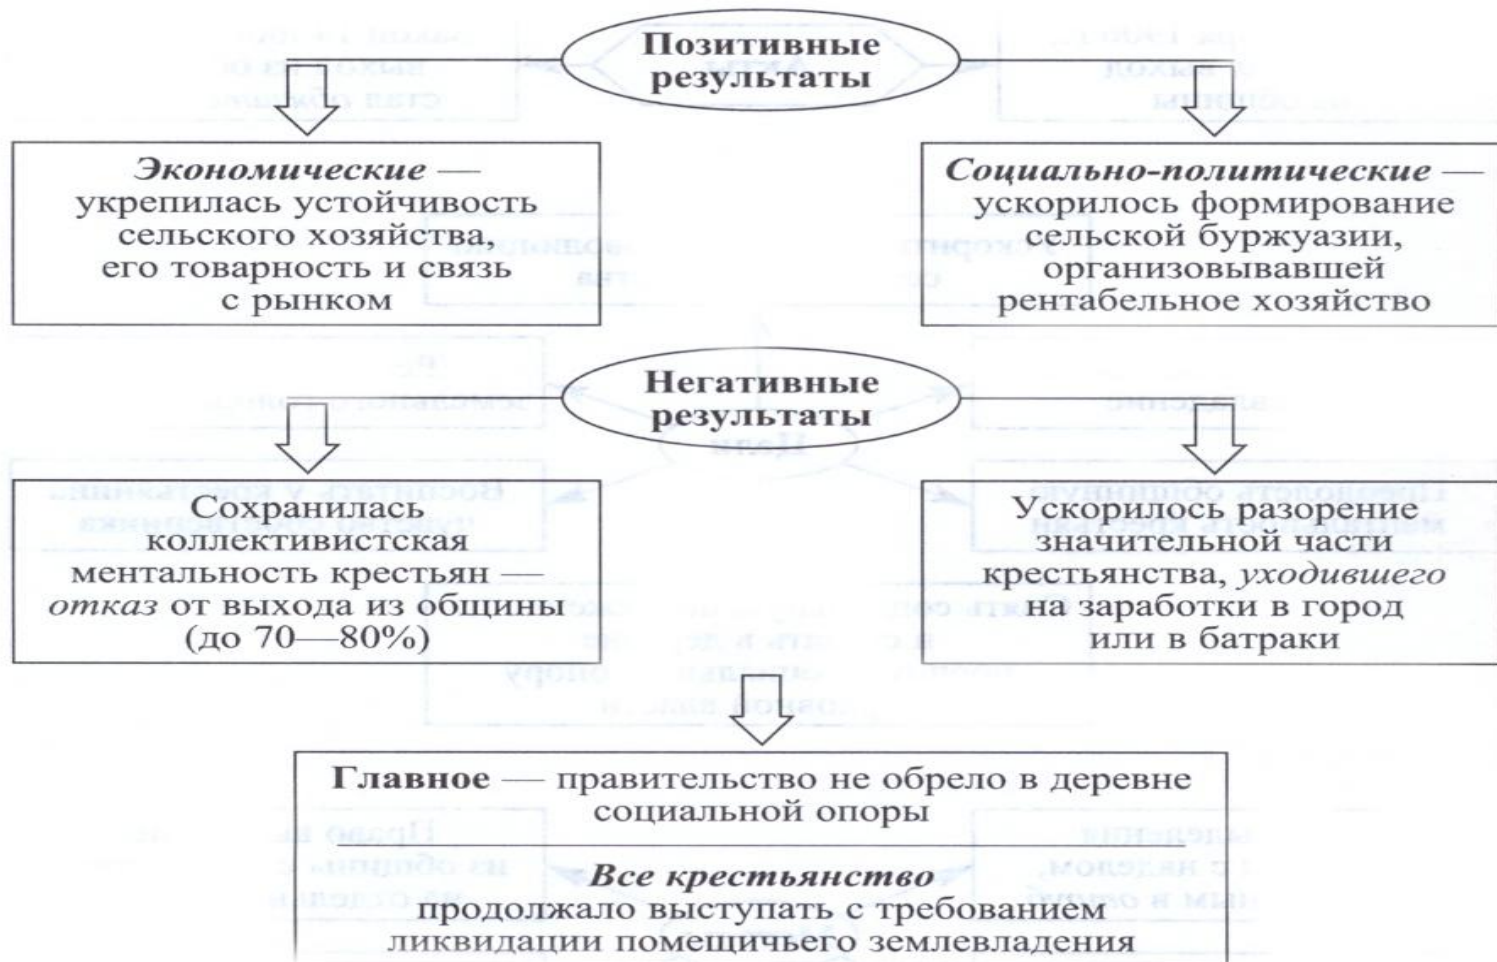 Позитивные
результаты
Экономические —
укрепилась устойчивость
сельского хозяйства,
его товарность и связь
с рынком
Социально-политические —
ускорилось формирование
сельской буржуазии,
организовывавшей
рентабельное хозяйство
Негативные
результаты
Сохранилась
коллективистская
ментальность крестьян —
отказ от выхода из общины
(до 70—80%)
Ускорилось разорение
значительной части
крестьянства, уходившего
на заработки в город
или в батраки
Главное — правительство не обрело в деревне
социальной опоры
Все крестьянство
продолжало выступать с требованием
ликвидации помещичьего землевладения